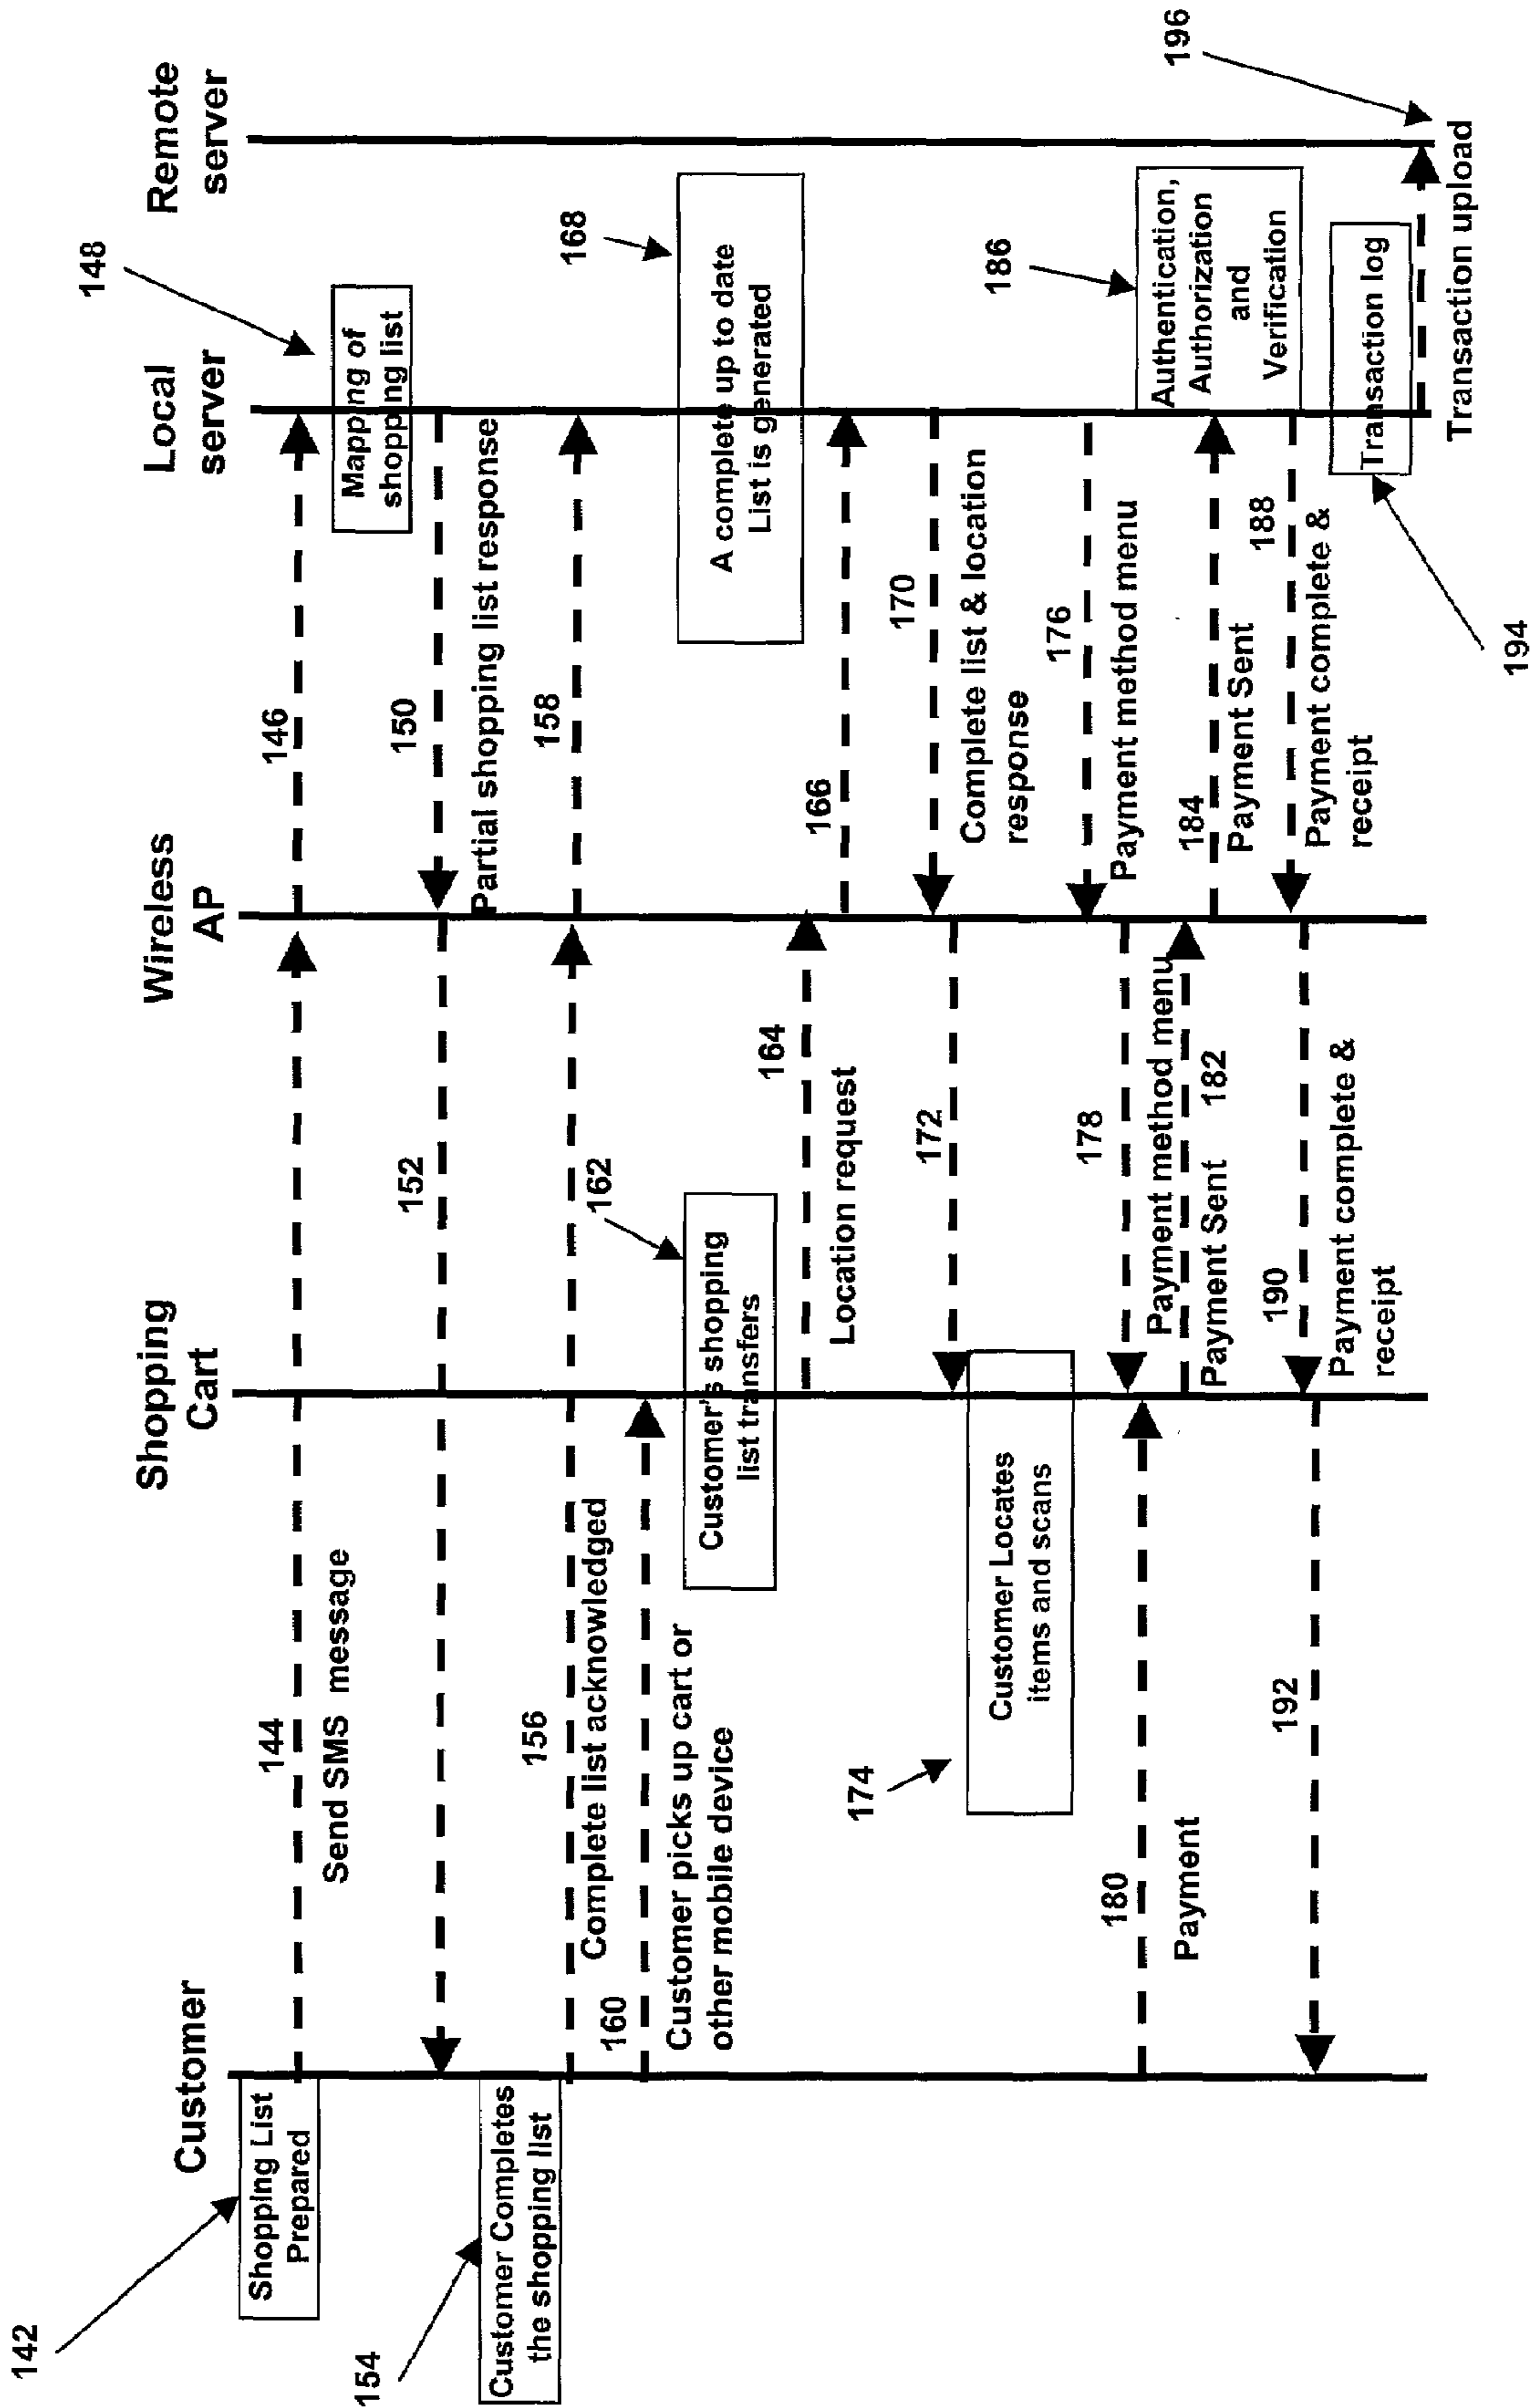 Customer
Shopping
Cart
Wireless
AP
Local
server
Remote
server
142
Shopping List
Prepared
144
Send SMS message
146
148
Mapping of
shopping list
150
Partial shopping list response
152
154
Customer Completes
the shopping list
156
Complete list acknowledged
158
160
Customer picks up cart or
other mobile device
162
Customer's shopping
list transfers
164
Location request
166
168
A complete up to date
List is generated
170
Complete list & location
response
172
174
Customer Locates
items and scans
176
Payment method menu
178
Payment method menu
180
Payment
Payment Sent 182
184
Payment Sent
186
Authentication,
Authorization
and
Verification
188
Payment complete &
receipt
190
Payment complete &
receipt
192
194
Transaction log
196
Transaction upload